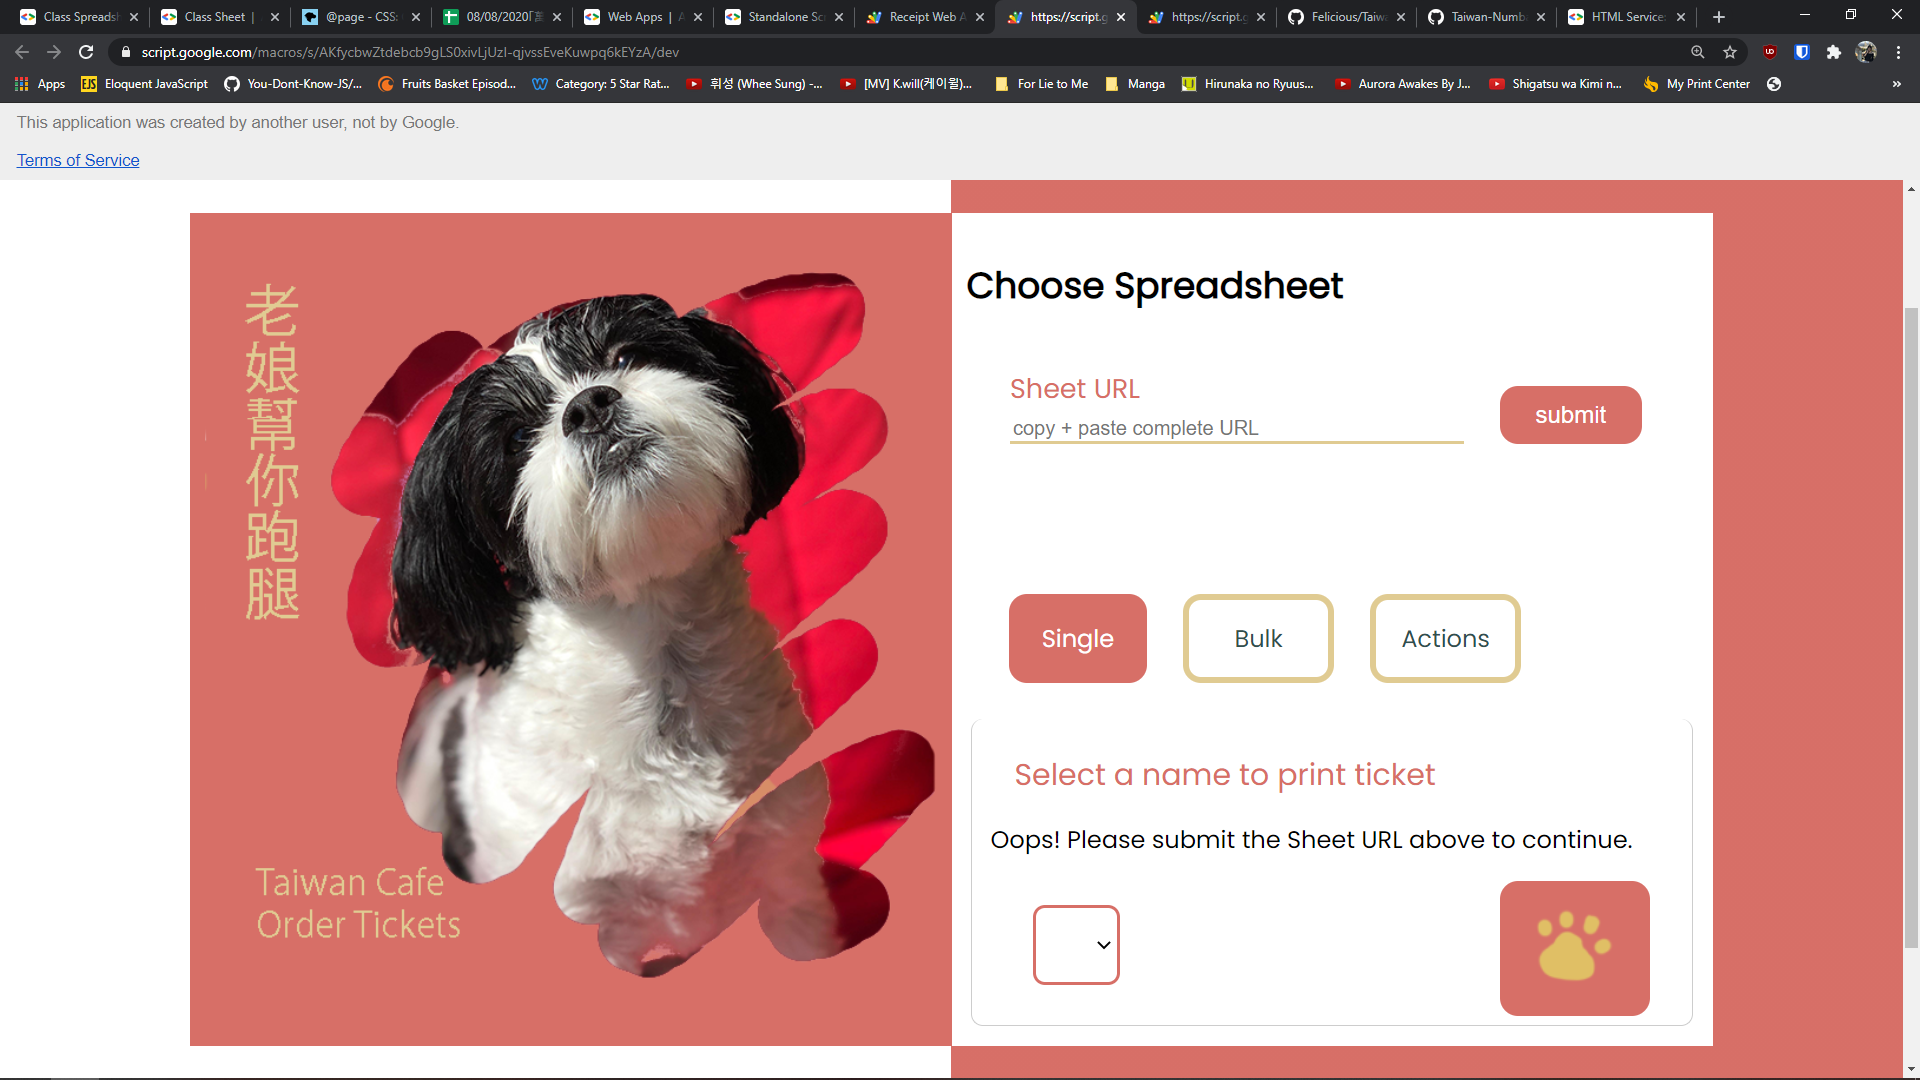 Class Spreadsh
Class Sheet |
@page - CSS:
08/08/2020「
Web Apps |
Standalone Sc
Receipt Web A
https://script.g
https://script.g
Felicious/Taiw
Taiwan-Numb
HTML Service:
script.google.com/macros/s/AKfycbwZtdebcb9gLS0xivLjUzI-qjvssEveKuwpq6kEYzA/dev
Apps
EJS
Eloquent JavaScript
You-Dont-Know-JS/...
Fruits Basket Episod...
Category: 5 Star Rat...
휘성 (Whee Sung) -...
[MV] K.will(케이윌)...
For Lie to Me
Manga
Hirunaka no Ryuus...
Aurora Awakes By J...
Shigatsu wa Kimi n...
My Print Center
»
This application was created by another user, not by Google.
Terms of Service
老娘幫你跑腿
Taiwan Cafe
Order Tickets
Choose Spreadsheet
Sheet URL
copy + paste complete URL
submit
Single
Bulk
Actions
Select a name to print ticket
Oops! Please submit the Sheet URL above to continue.